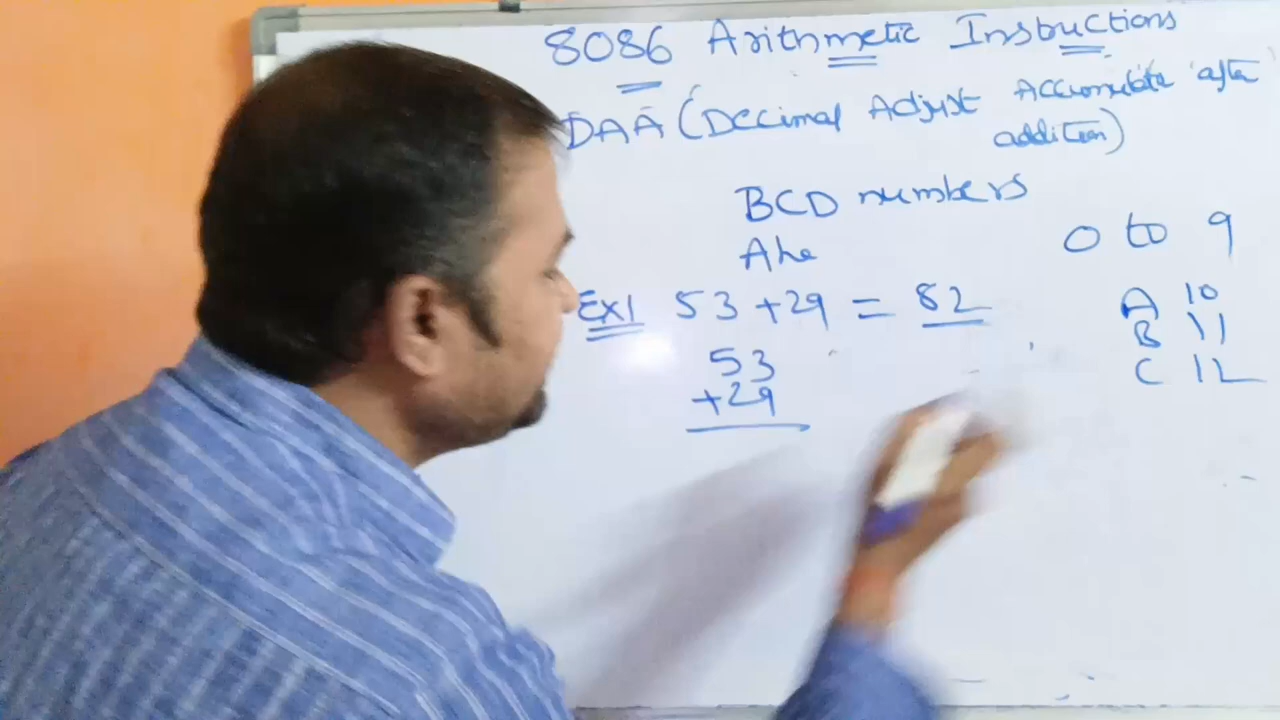 8086 Arithmetic Instructions
DAA (Decimal Adjust Accumulate after addition)
BCD numbers
0 to 9
Ex1 53 + 29 = 82
A 10
B 11
C 12
53
+29